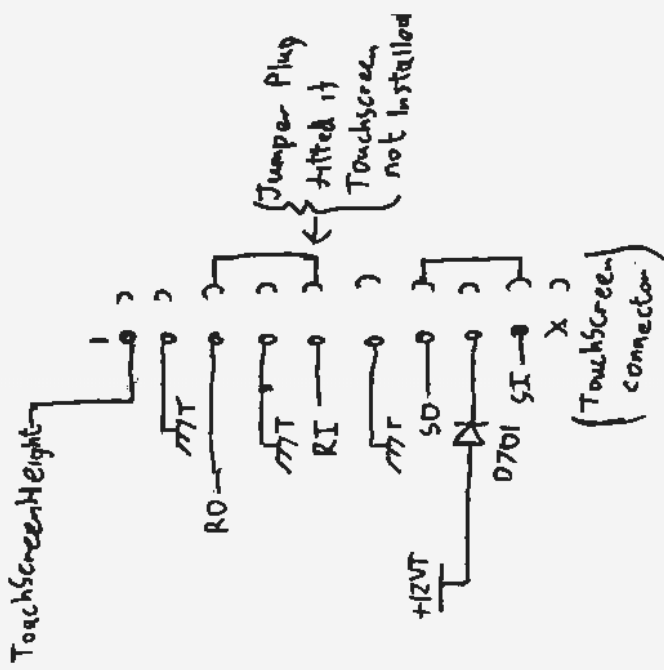 TouchScreenHeight
1
T
RO
T
RI
T
SO
+12VT
D701
SI
X
(TouchScreen
connector)
{Jumper Plug
fitted if
Touchscreen
not Installed